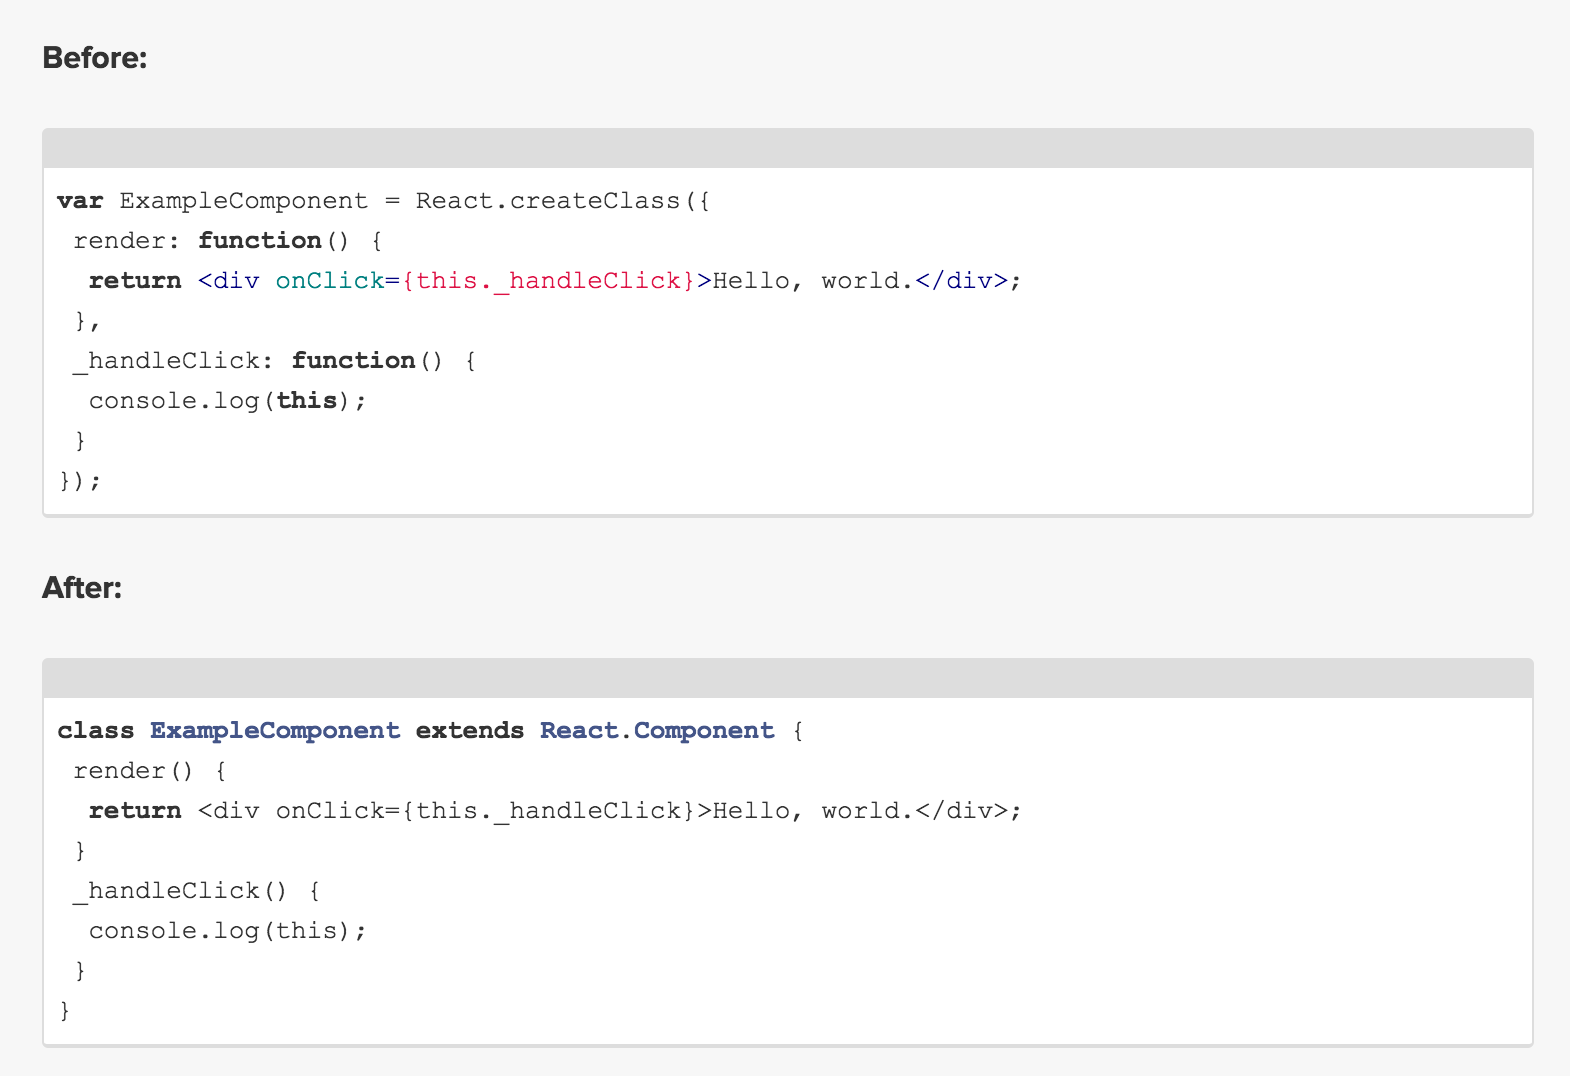 Before:
var ExampleComponent = React.createClass({
 render: function() {
  return <div onClick={this._handleClick}>Hello, world.</div>;
 },
 _handleClick: function() {
  console.log(this);
 }
});
After:
class ExampleComponent extends React.Component {
 render() {
  return <div onClick={this._handleClick}>Hello, world.</div>;
 }
 _handleClick() {
  console.log(this);
 }
}